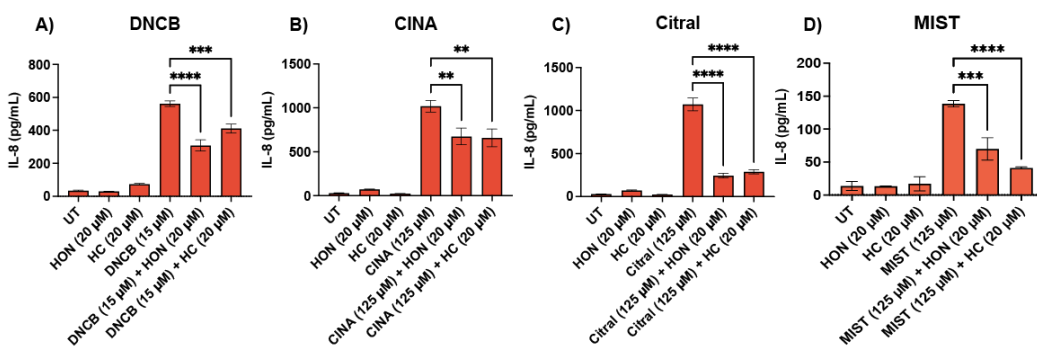 A)
DNCB
IL-8 (pg/mL)
800
600
400
200
0
***
****
UT
HON (20 µM)
HC (20 µM)
DNCB (15 µM)
DNCB (15 µM) + HON (20 µM)
DNCB (15 µM) + HC (20 µM)
B)
CINA
IL-8 (pg/mL)
1500
1000
500
0
**
**
UT
HON (20 µM)
HC (20 µM)
CINA (125 µM)
CINA (125 µM) + HON (20 µM)
CINA (125 µM) + HC (20 µM)
C)
Citral
IL-8 (pg/mL)
1500
1000
500
0
****
****
UT
HON (20 µM)
HC (20 µM)
Citral (125 µM)
Citral (125 µM) + HON (20 µM)
Citral (125 µM) + HC (20 µM)
D)
MIST
IL-8 (pg/mL)
200
150
100
50
0
****
***
UT
HON (20 µM)
HC (20 µM)
MIST (125 µM)
MIST (125 µM) + HON (20 µM)
MIST (125 µM) + HC (20 µM)